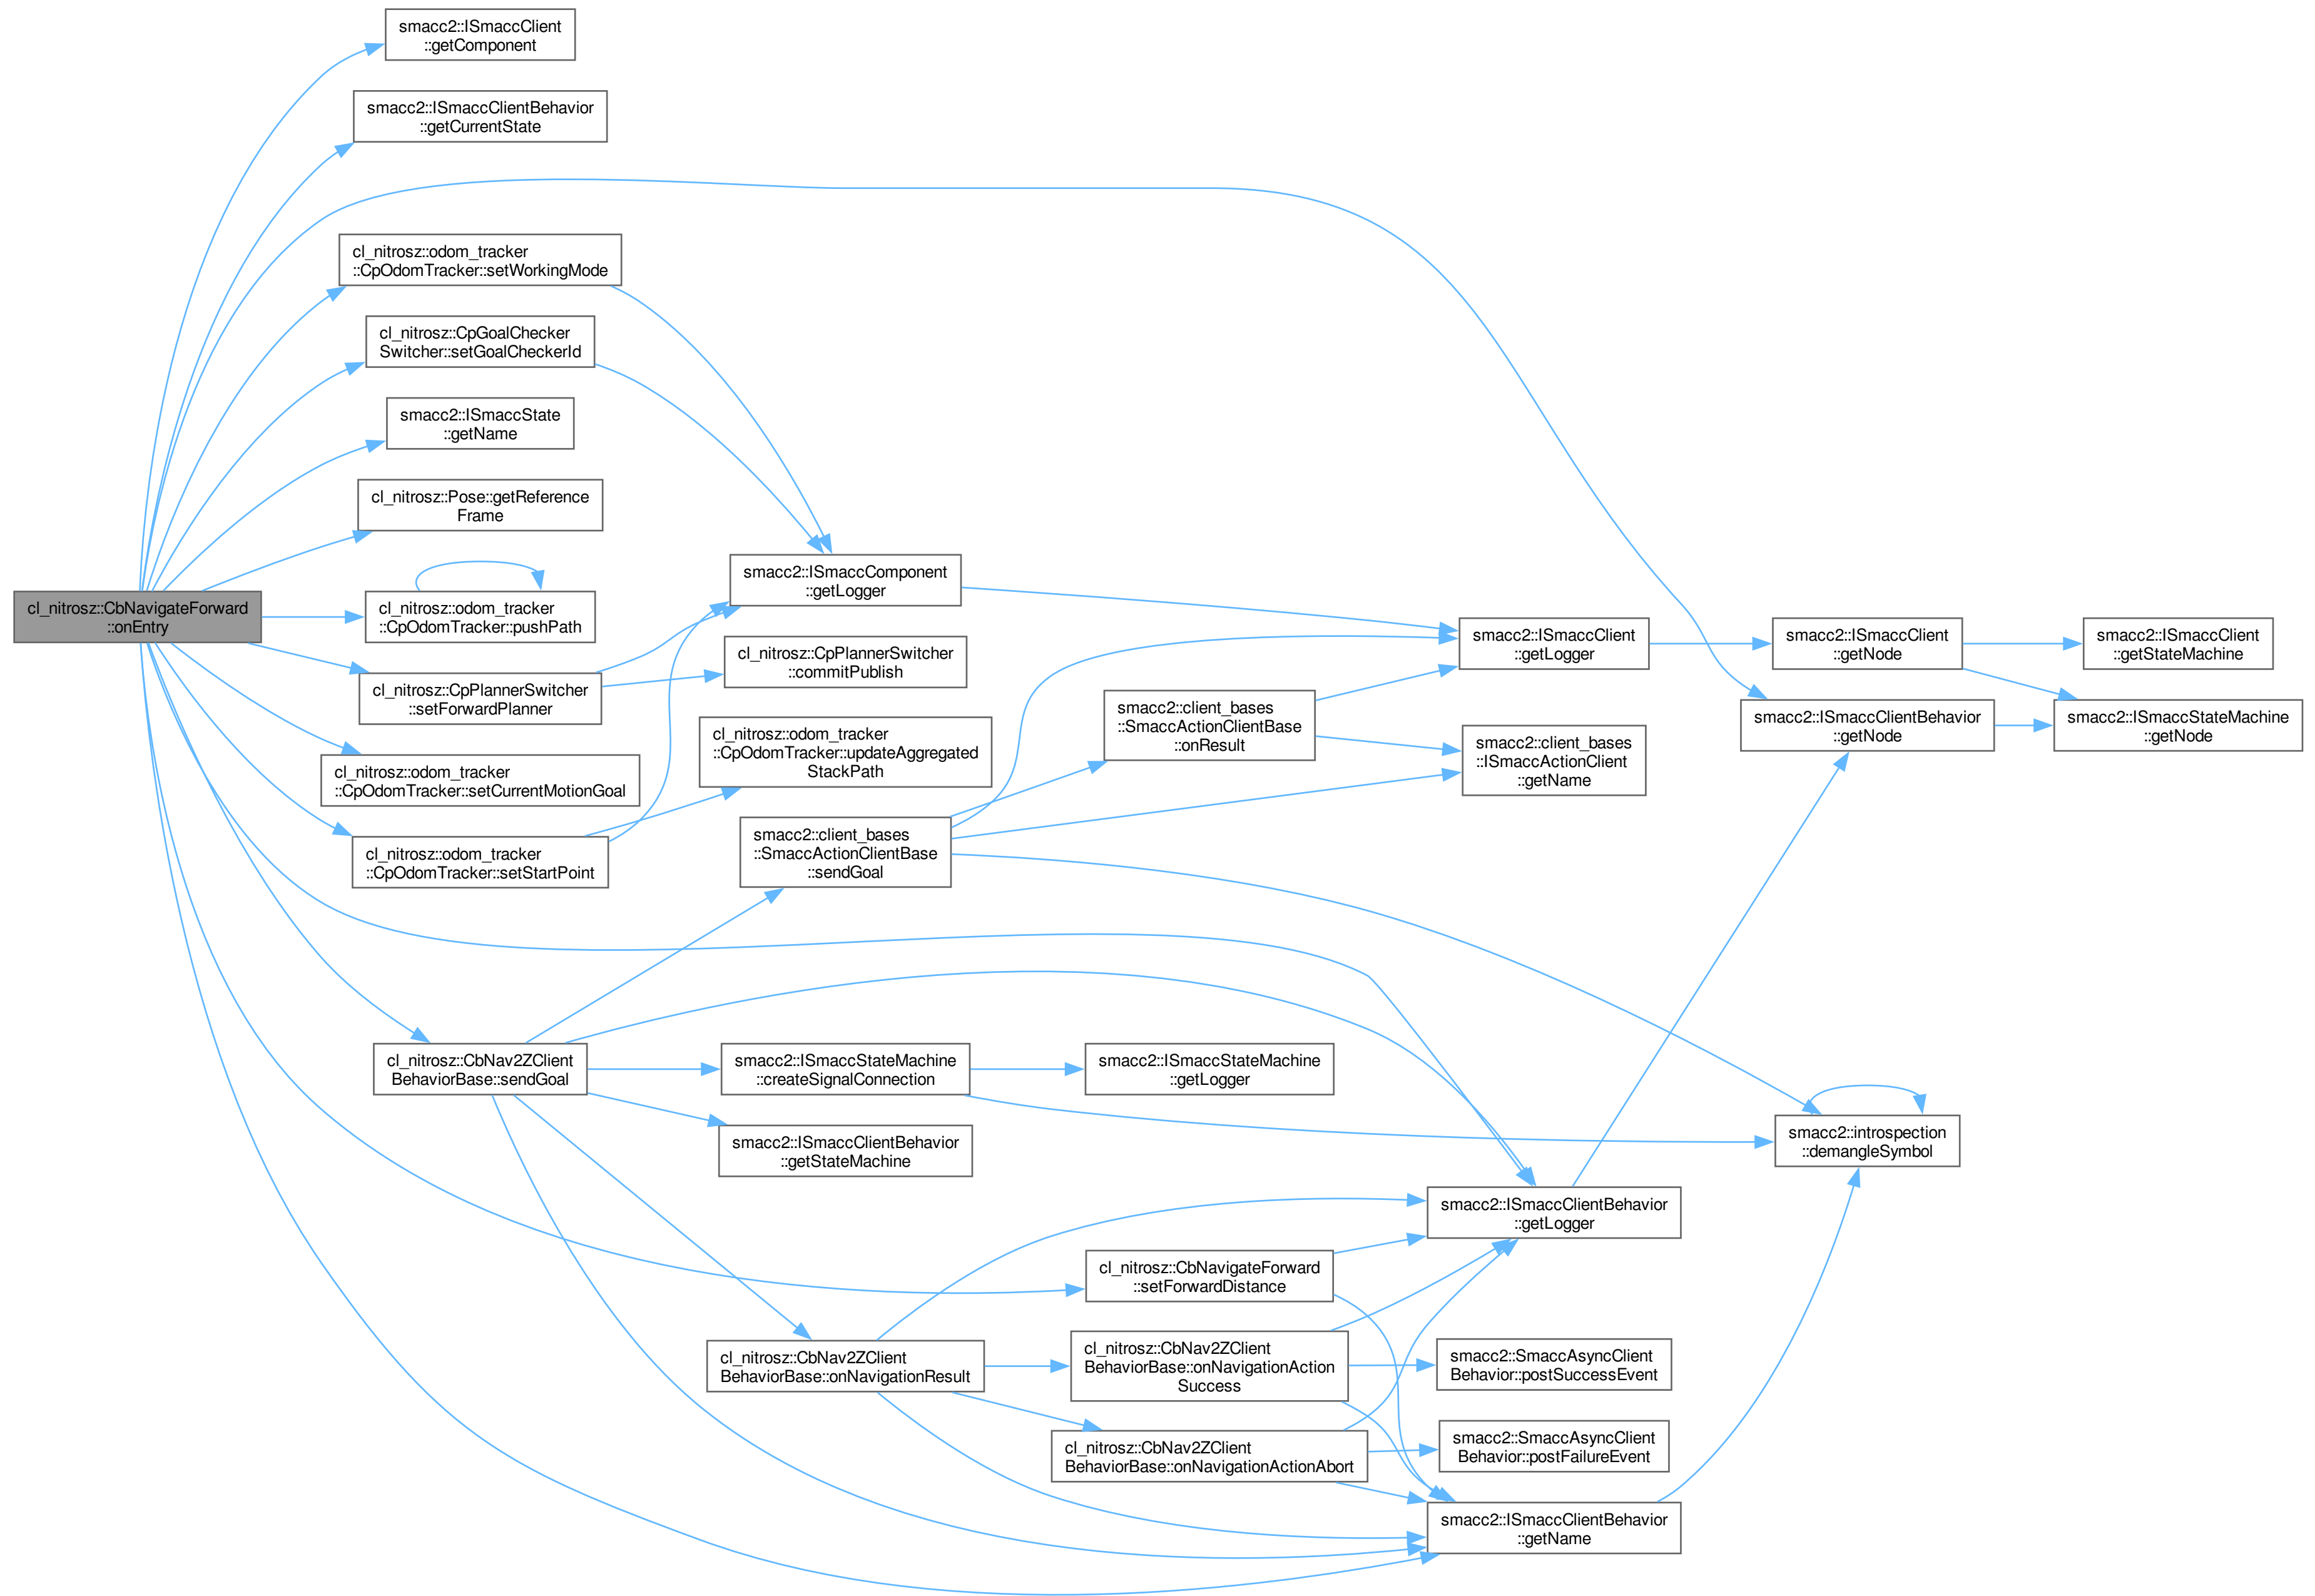 smacc2::ISmaccClient
::getComponent
smacc2::ISmaccClientBehavior
::getCurrentState
cl_nitrosz::odom_tracker
::CpOdomTracker::setWorkingMode
cl_nitrosz::CpGoalChecker
Switcher::setGoalCheckerId
smacc2::ISmaccState
::getName
cl_nitrosz::Pose::getReference
Frame
cl_nitrosz::CbNavigateForward
::onEntry
cl_nitrosz::odom_tracker
::CpOdomTracker::pushPath
cl_nitrosz::CpPlannerSwitcher
::setForwardPlanner
cl_nitrosz::odom_tracker
::CpOdomTracker::setCurrentMotionGoal
cl_nitrosz::odom_tracker
::CpOdomTracker::setStartPoint
cl_nitrosz::CbNav2ZClient
BehaviorBase::sendGoal
smacc2::ISmaccComponent
::getLogger
cl_nitrosz::CpPlannerSwitcher
::commitPublish
cl_nitrosz::odom_tracker
::CpOdomTracker::updateAggregated
StackPath
smacc2::client_bases
::SmaccActionClientBase
::sendGoal
smacc2::ISmaccStateMachine
::createSignalConnection
smacc2::ISmaccClientBehavior
::getStateMachine
cl_nitrosz::CbNav2ZClient
BehaviorBase::onNavigationResult
smacc2::client_bases
::SmaccActionClientBase
::onResult
smacc2::ISmaccStateMachine
::getLogger
cl_nitrosz::CbNavigateForward
::setForwardDistance
cl_nitrosz::CbNav2ZClient
BehaviorBase::onNavigationAction
Success
cl_nitrosz::CbNav2ZClient
BehaviorBase::onNavigationActionAbort
smacc2::ISmaccClient
::getLogger
smacc2::client_bases
::ISmaccActionClient
::getName
smacc2::ISmaccClientBehavior
::getLogger
smacc2::SmaccAsyncClient
Behavior::postSuccessEvent
smacc2::SmaccAsyncClient
Behavior::postFailureEvent
smacc2::ISmaccClientBehavior
::getName
smacc2::ISmaccClient
::getNode
smacc2::ISmaccClientBehavior
::getNode
smacc2::introspection
::demangleSymbol
smacc2::ISmaccClient
::getStateMachine
smacc2::ISmaccStateMachine
::getNode